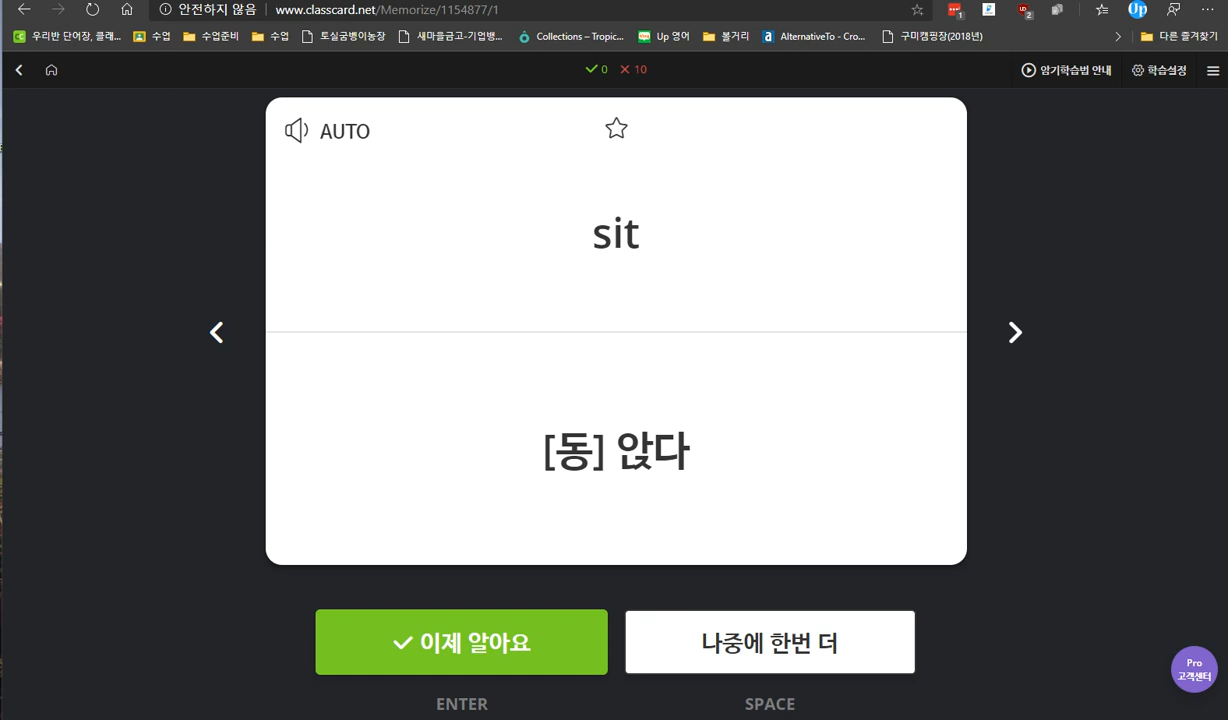 안전하지 않음 www.classcard.net/Memorize/1154877/1
우리반 단어장, 클래... 수업 수업준비 수업 토실굼벵이농장 새마을금고-기업뱅... Collections – Tropic... Up 영어 볼거리 AlternativeTo - Cro... 구미캠핑장(2018년) 다른 즐겨찾기
0 10 암기학습법 안내 학습설정
AUTO
sit
[동] 앉다
이제 알아요 나중에 한번 더
ENTER SPACE
Pro
고객센터